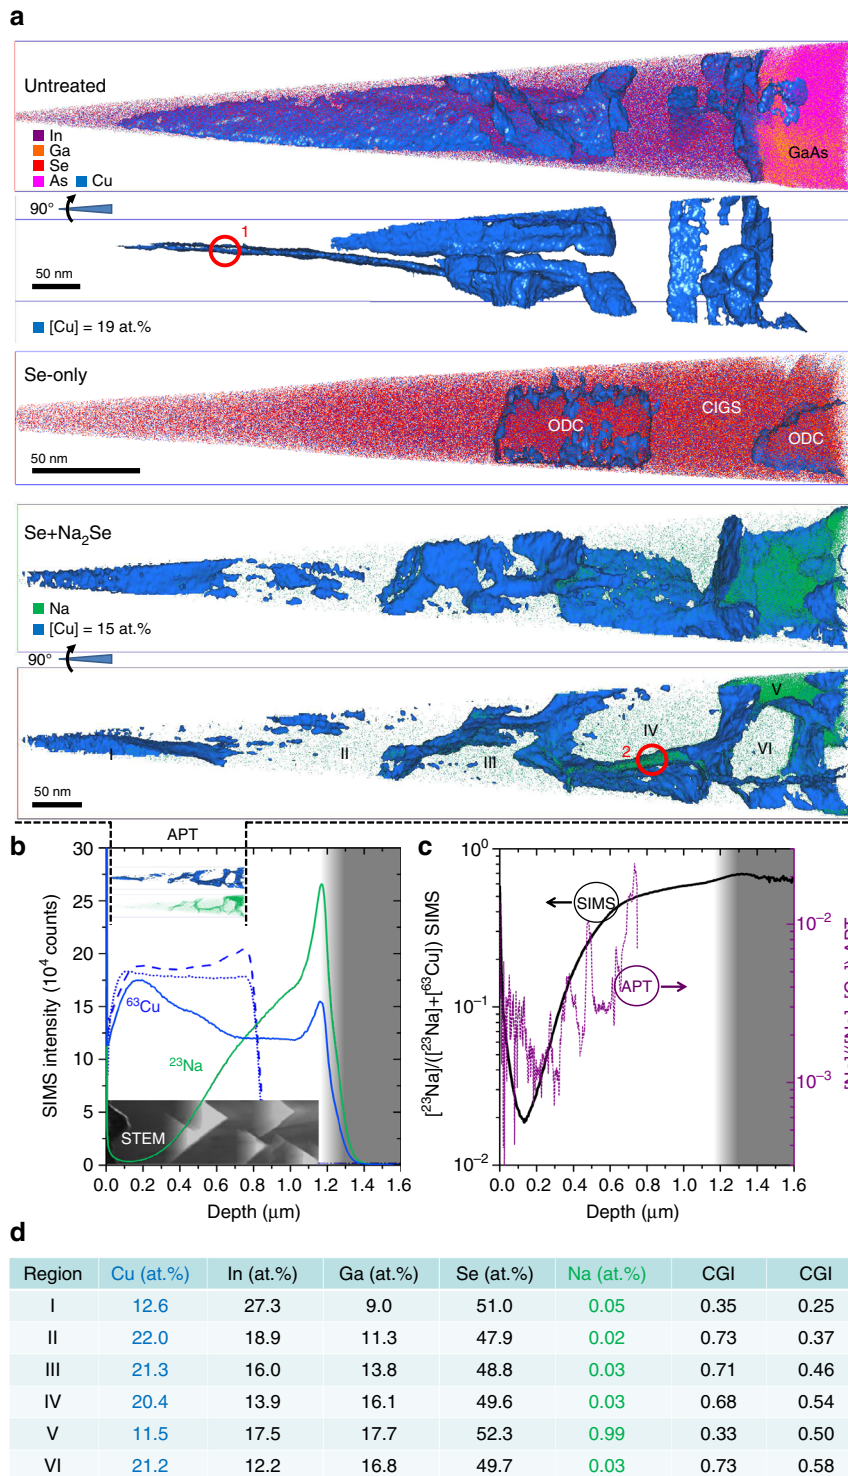 a
Untreated
In
Ga
Se
As Cu
GaAs
90°
1
50 nm
[Cu] = 19 at.%
Se-only
ODC
CIGS
ODC
50 nm
Se+Na₂Se
Na
[Cu] = 15 at.%
90°
I
II
III
IV
V
VI
2
50 nm
APT
b
30
25
20
15
10
5
0
SIMS intensity (10⁴ counts)
⁶³Cu
²³Na
STEM
0.0 0.2 0.4 0.6 0.8 1.0 1.2 1.4 1.6
Depth (μm)
c
10⁰
10⁻¹
10⁻²
[²³Na]/([²³Na]+[⁶³Cu]) SIMS
SIMS
APT
10⁻²
10⁻³
0.0 0.2 0.4 0.6 0.8 1.0 1.2 1.4 1.6
Depth (μm)
d
Region Cu (at.%) In (at.%) Ga (at.%) Se (at.%) Na (at.%) CGI CGI
I 12.6 27.3 9.0 51.0 0.05 0.35 0.25
II 22.0 18.9 11.3 47.9 0.02 0.73 0.37
III 21.3 16.0 13.8 48.8 0.03 0.71 0.46
IV 20.4 13.9 16.1 49.6 0.03 0.68 0.54
V 11.5 17.5 17.7 52.3 0.99 0.33 0.50
VI 21.2 12.2 16.8 49.7 0.03 0.73 0.58